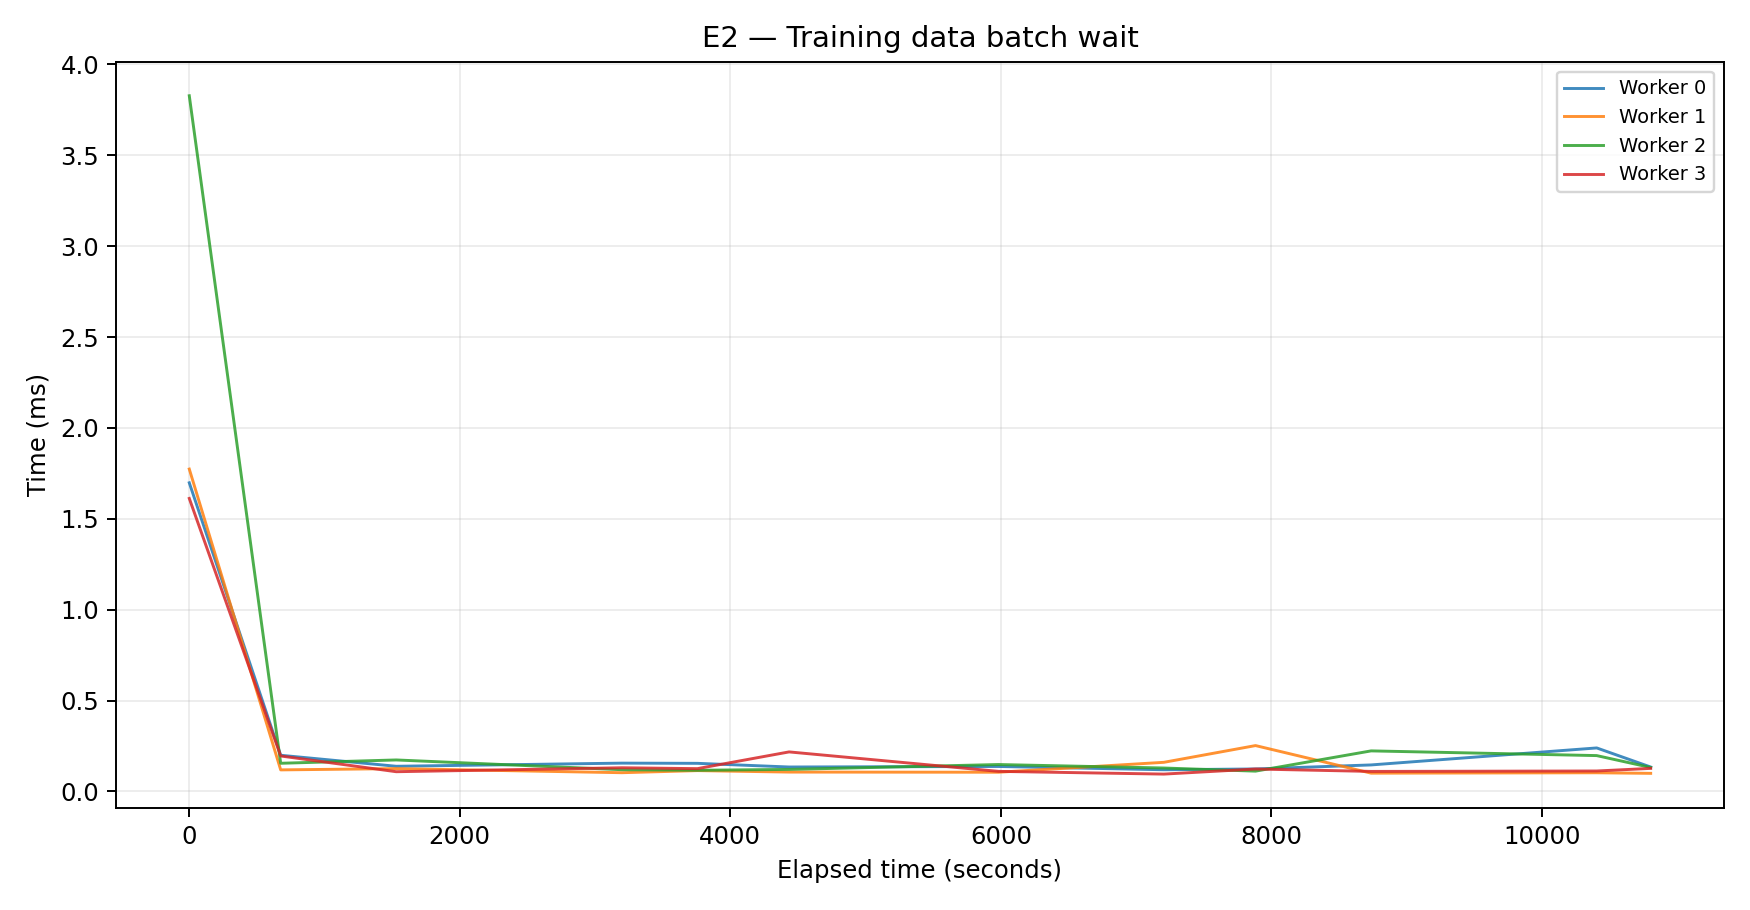 E2 — Training data batch wait
4.0
3.5
3.0
2.5
2.0
1.5
1.0
0.5
0.0
Time (ms)
Worker 0
Worker 1
Worker 2
Worker 3
0 2000 4000 6000 8000 10000
Elapsed time (seconds)